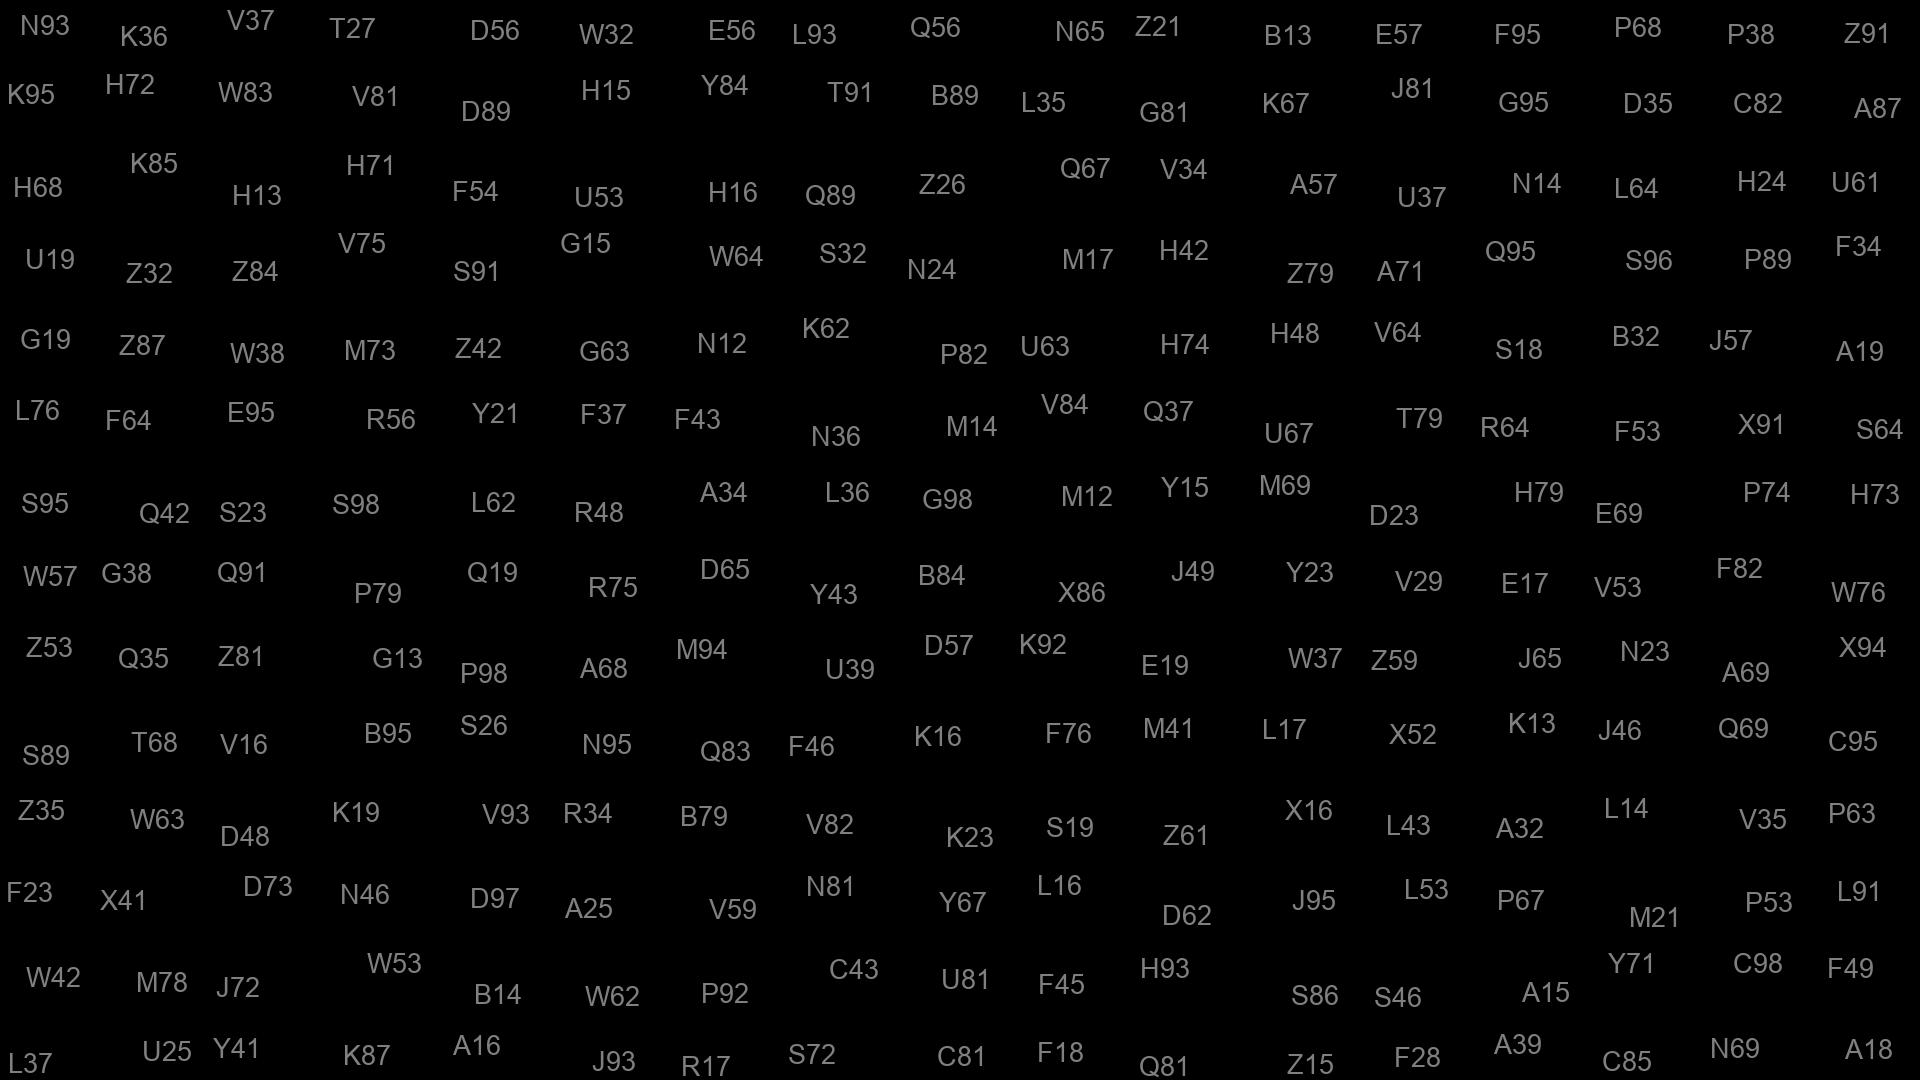 N93 K36 V37 T27 D56 W32 E56 L93 Q56 N65 Z21 B13 E57 F95 P68 P38 Z91
K95 H72 W83 V81 D89 H15 Y84 T91 B89 L35 G81 K67 J81 G95 D35 C82 A87
H68 K85 H13 H71 F54 U53 H16 Q89 Z26 Q67 V34 A57 U37 N14 L64 H24 U61
U19 Z32 Z84 V75 S91 G15 W64 S32 N24 M17 H42 Z79 A71 Q95 S96 P89 F34
G19 Z87 W38 M73 Z42 G63 N12 K62 P82 U63 H74 H48 V64 S18 B32 J57 A19
L76 F64 E95 R56 Y21 F37 F43 N36 M14 V84 Q37 U67 T79 R64 F53 X91 S64
S95 Q42 S23 S98 L62 R48 A34 L36 G98 M12 Y15 M69 D23 H79 E69 P74 H73
W57 G38 Q91 P79 Q19 R75 D65 Y43 B84 X86 J49 Y23 V29 E17 V53 F82 W76
Z53 Q35 Z81 G13 P98 A68 M94 U39 D57 K92 E19 W37 Z59 J65 N23 A69 X94
S89 T68 V16 B95 S26 N95 Q83 F46 K16 F76 M41 L17 X52 K13 J46 Q69 C95
Z35 W63 D48 K19 V93 R34 B79 V82 K23 S19 Z61 X16 L43 A32 L14 V35 P63
F23 X41 D73 N46 D97 A25 V59 N81 Y67 L16 D62 J95 L53 P67 M21 P53 L91
W42 M78 J72 W53 B14 W62 P92 C43 U81 F45 H93 S86 S46 A15 Y71 C98 F49
L37 U25 Y41 K87 A16 J93 R17 S72 C81 F18 Q81 Z15 F28 A39 C85 N69 A18